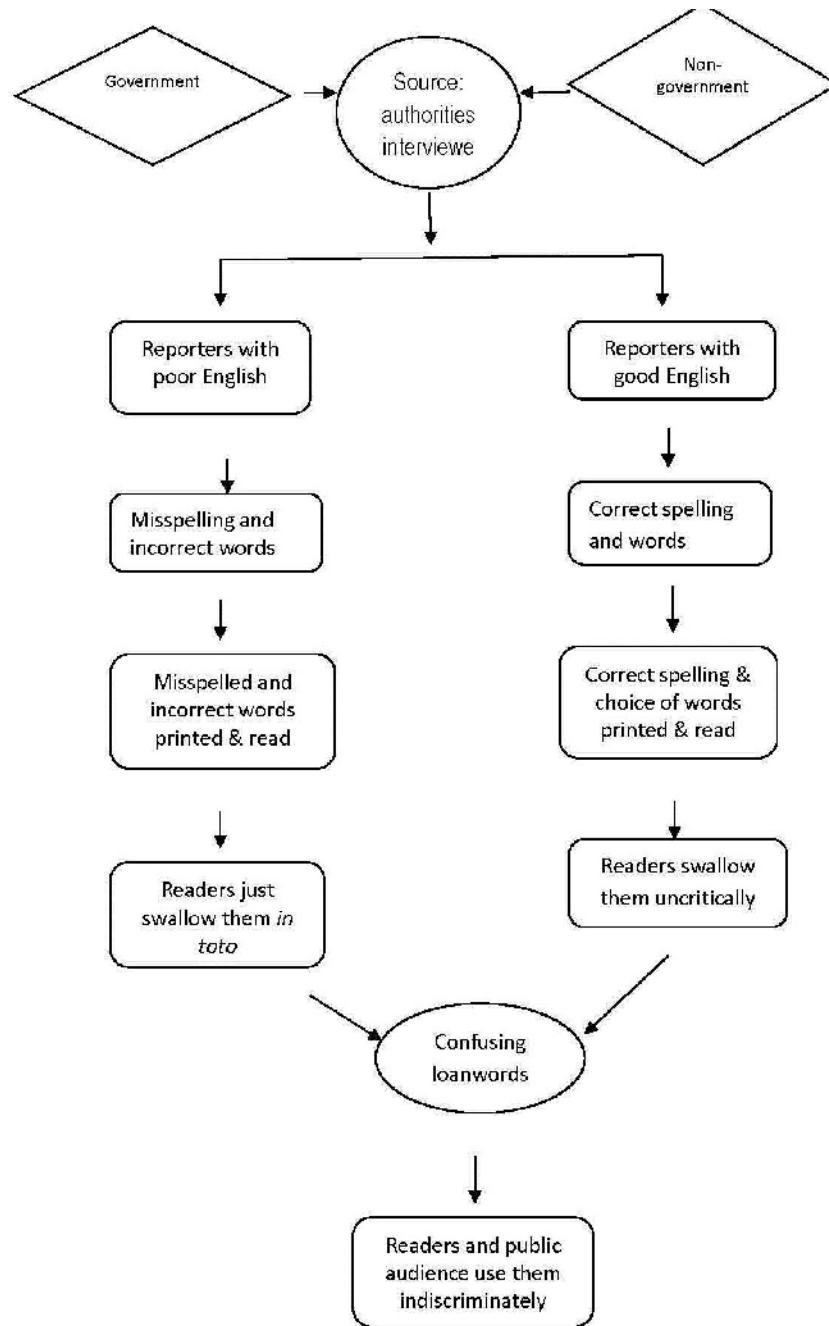 Government
Source:
authorities
interviewe
Non-
government
Reporters with
poor English
Reporters with
good English
Misspelling and
incorrect words
Correct spelling
and words
Misspelled and
incorrect words
printed & read
Correct spelling &
choice of words
printed & read
Readers just
swallow them in
toto
Readers swallow
them uncritically
Confusing
loanwords
Readers and public
audience use them
indiscriminately